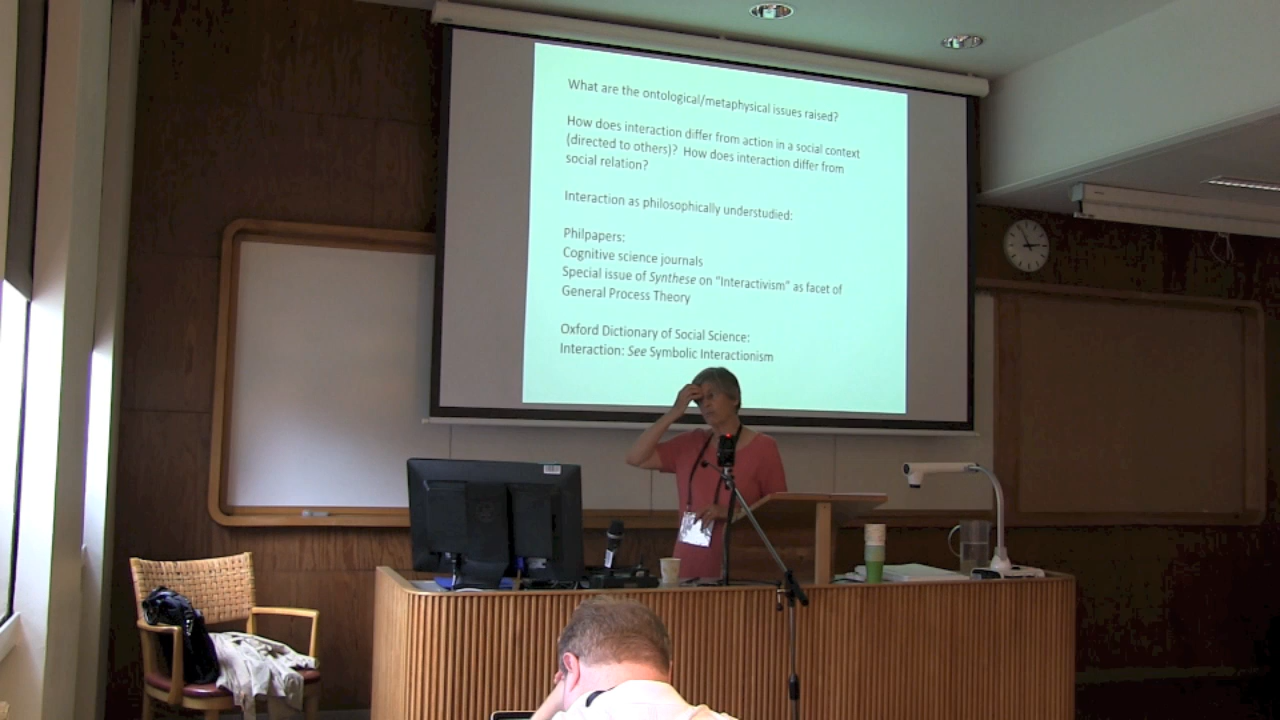 What are the ontological/metaphysical issues raised?
How does interaction differ from action in a social context
(directed to others)? How does interaction differ from
social relation?
Interaction as philosophically understudied:
Philpapers:
Cognitive science journals
Special issue of Synthese on "Interactivism" as facet of
General Process Theory
Oxford Dictionary of Social Science:
Interaction: See Symbolic Interactionism